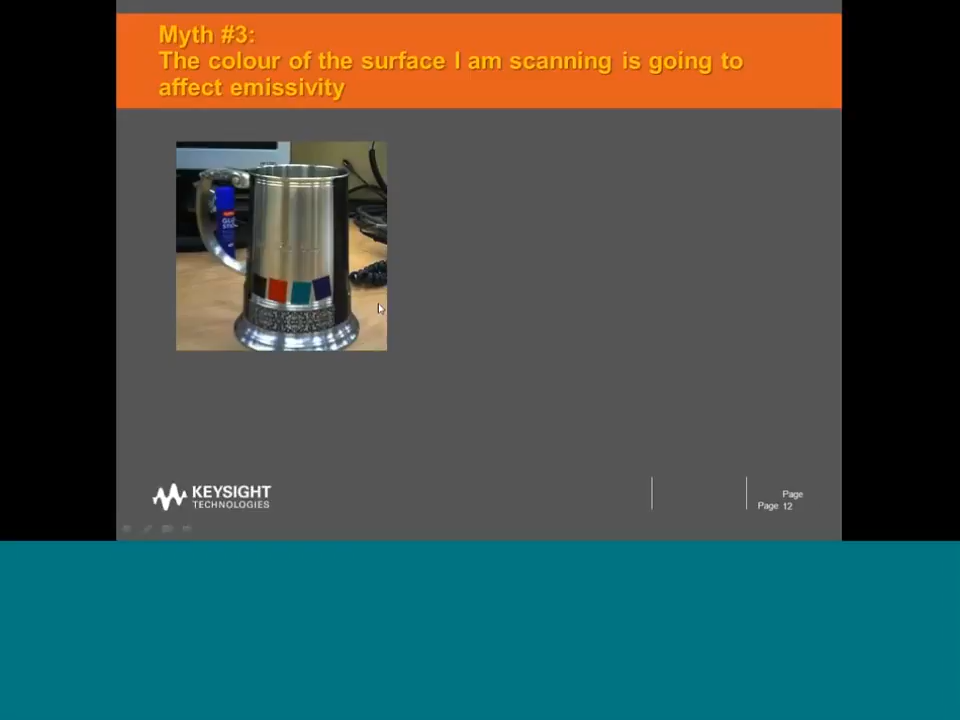 Myth #3:
The colour of the surface I am scanning is going to
affect emissivity
KEYSIGHT
TECHNOLOGIES
Page
Page 12